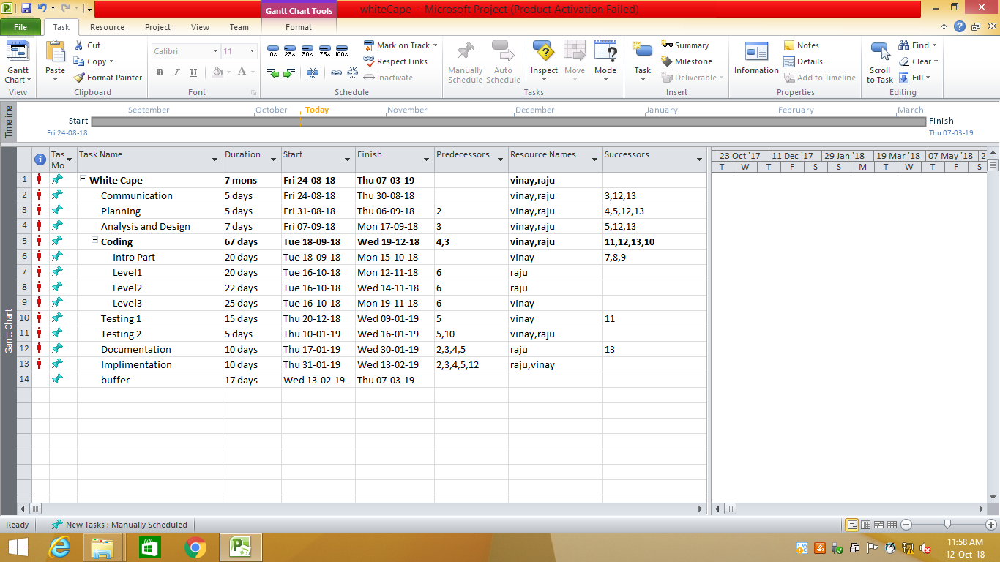 whiteCape - Microsoft Project (Product Activation Failed)
Gantt Chart Tools
File Task Resource Project View Team Format
Cut
Copy
Format Painter
Paste
Gantt Chart
View
Clipboard
Calibri 11
B I U A
Font
0% 25% 50% 75% 100%
Mark on Track
Respect Links
Inactivate
Schedule
Manually Schedule
Auto Schedule
Inspect
Move
Mode
Tasks
Task
Summary
Milestone
Deliverable
Insert
Information
Notes
Details
Add to Timeline
Properties
Scroll to Task
Find
Clear
Fill
Editing
Timeline
September October Today November December January February March
Start
Fri 24-08-18
Finish
Thu 07-03-19
Gantt Chart
Tas Mo Task Name Duration Start Finish Predecessors Resource Names Successors
23 Oct '17 11 Dec '17 29 Jan '18 19 Mar '18 07 May '18 2
T W T F S S M T W T F S
1 White Cape 7 mons Fri 24-08-18 Thu 07-03-19 vinay,raju
2 Communication 5 days Fri 24-08-18 Thu 30-08-18 vinay,raju 3,12,13
3 Planning 5 days Fri 31-08-18 Thu 06-09-18 2 vinay,raju 4,5,12,13
4 Analysis and Design 7 days Fri 07-09-18 Mon 17-09-18 3 vinay,raju 5,12,13
5 Coding 67 days Tue 18-09-18 Wed 19-12-18 4,3 vinay,raju 11,12,13,10
6 Intro Part 20 days Tue 18-09-18 Mon 15-10-18 vinay 7,8,9
7 Level1 20 days Tue 16-10-18 Mon 12-11-18 6 raju
8 Level2 22 days Tue 16-10-18 Wed 14-11-18 6 raju
9 Level3 25 days Tue 16-10-18 Mon 19-11-18 6 vinay
10 Testing 1 15 days Thu 20-12-18 Wed 09-01-19 5 vinay 11
11 Testing 2 5 days Thu 10-01-19 Wed 16-01-19 5,10 vinay,raju
12 Documentation 10 days Thu 17-01-19 Wed 30-01-19 2,3,4,5 raju 13
13 Implimentation 10 days Thu 31-01-19 Wed 13-02-19 2,3,4,5,12 raju,vinay
14 buffer 17 days Wed 13-02-19 Thu 07-03-19
Ready New Tasks : Manually Scheduled
11:58 AM
12-Oct-18